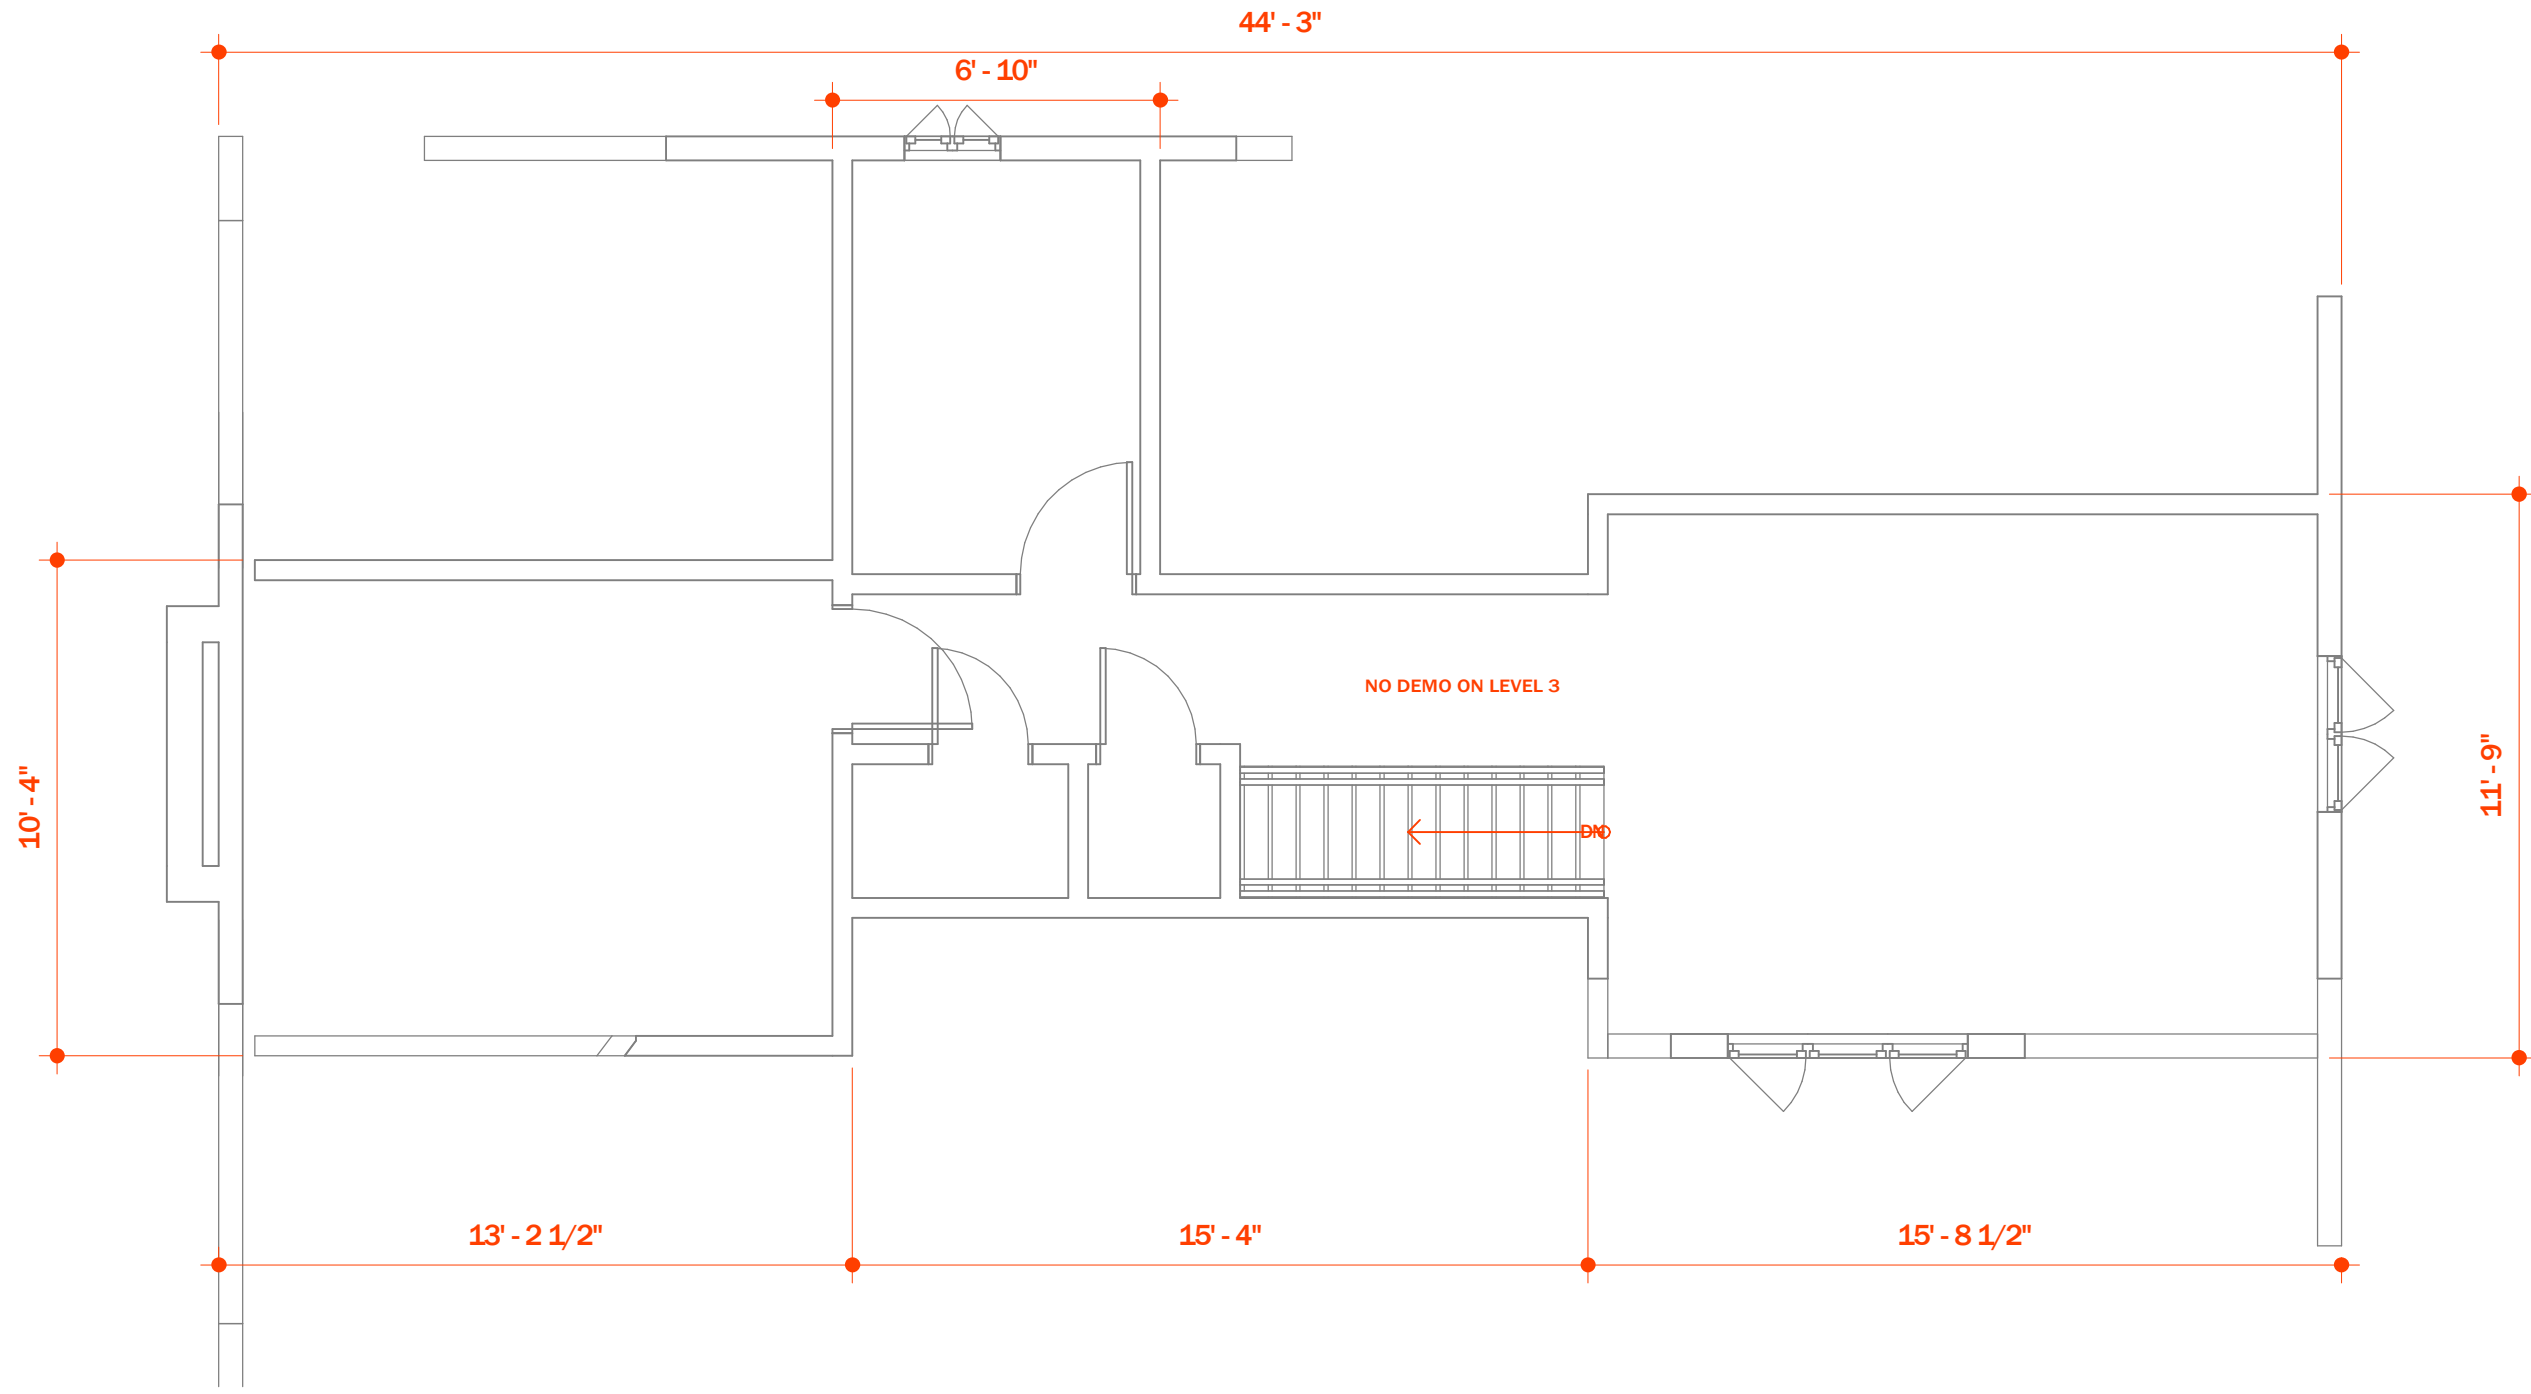 44' - 3"
6' - 10"
NO DEMO ON LEVEL 3
10' - 4"
11' - 9"
DN
13' - 2 1/2"
15' - 4"
15' - 8 1/2"